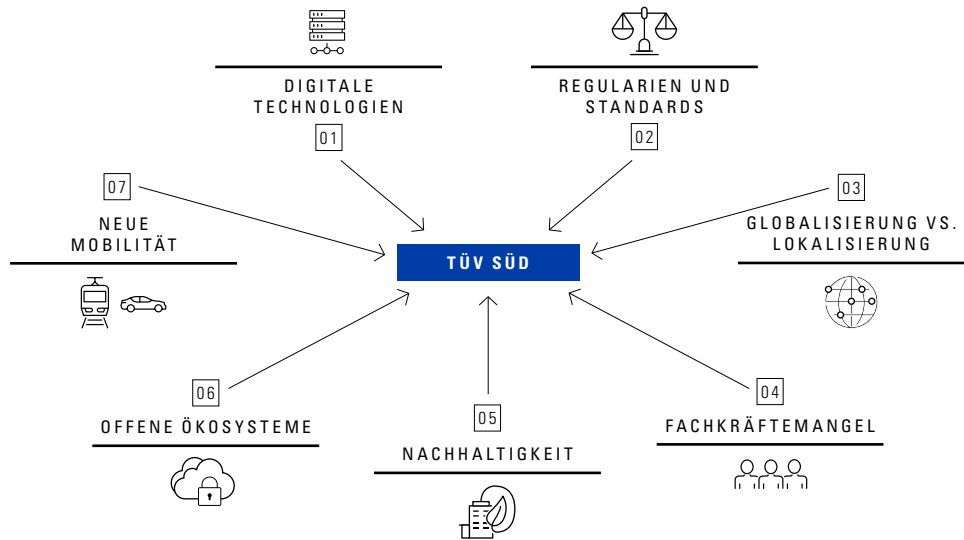 DIGITALE
TECHNOLOGIEN
01
REGULARIEN UND
STANDARDS
02
03
GLOBALISIERUNG VS.
LOKALISIERUNG
04
FACHKRÄFTEMANGEL
05
NACHHALTIGKEIT
06
OFFENE ÖKOSYSTEME
07
NEUE
MOBILITÄT
TÜV SÜD